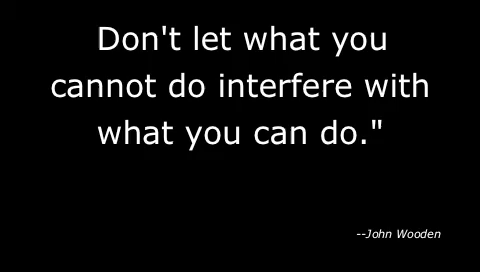 Don't let what you
cannot do interfere with
what you can do."
--John Wooden